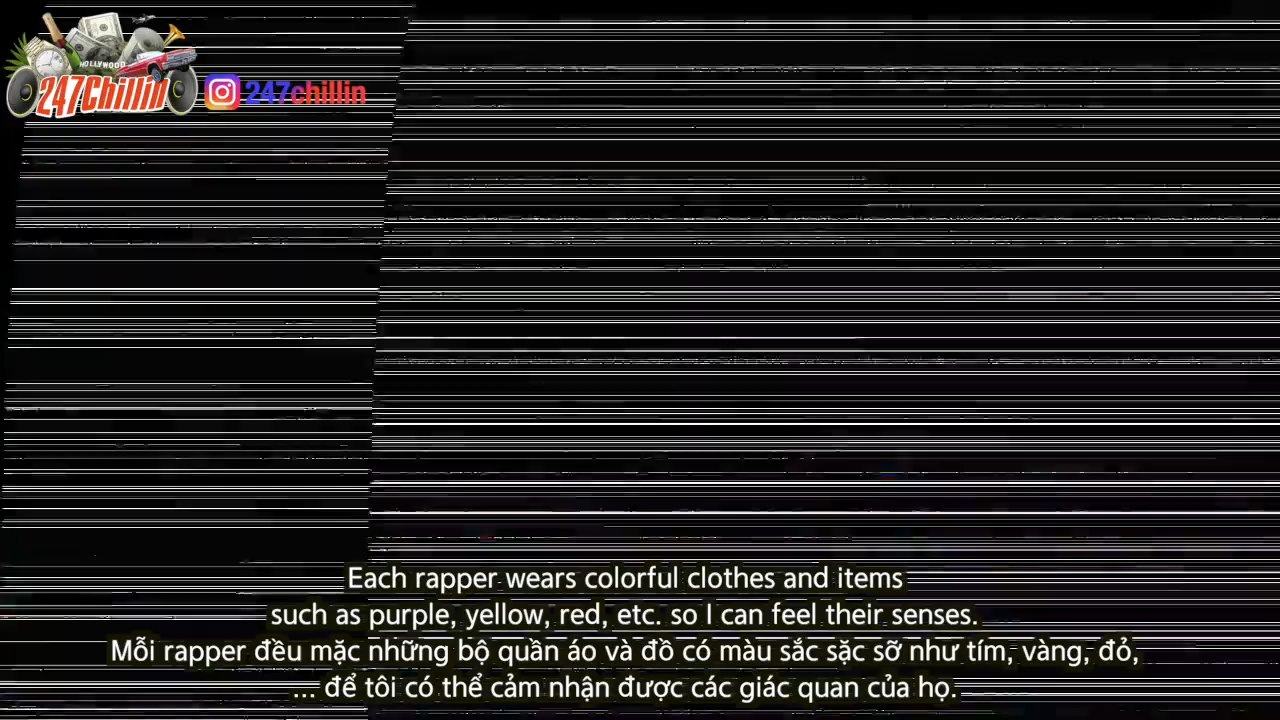 HOLLYWOOD
247Chillin
247chillin
Each rapper wears colorful clothes and items
such as purple, yellow, red, etc. so I can feel their senses.
Mỗi rapper đều mặc những bộ quần áo và đồ có màu sắc sặc sỡ như tím, vàng, đỏ,
... để tôi có thể cảm nhận được các giác quan của họ.